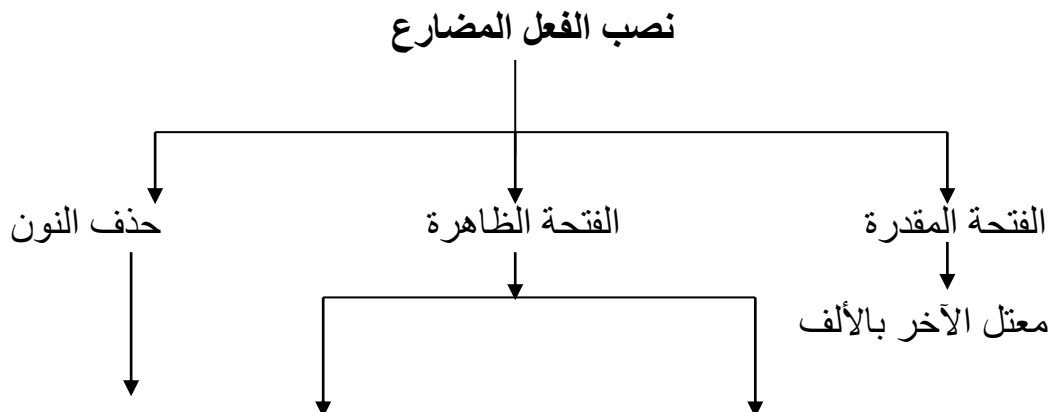 نصب الفعل المضارع
الفتحة المقدرة
الفتحة الظاهرة
حذف النون
معتل الآخر بالألف